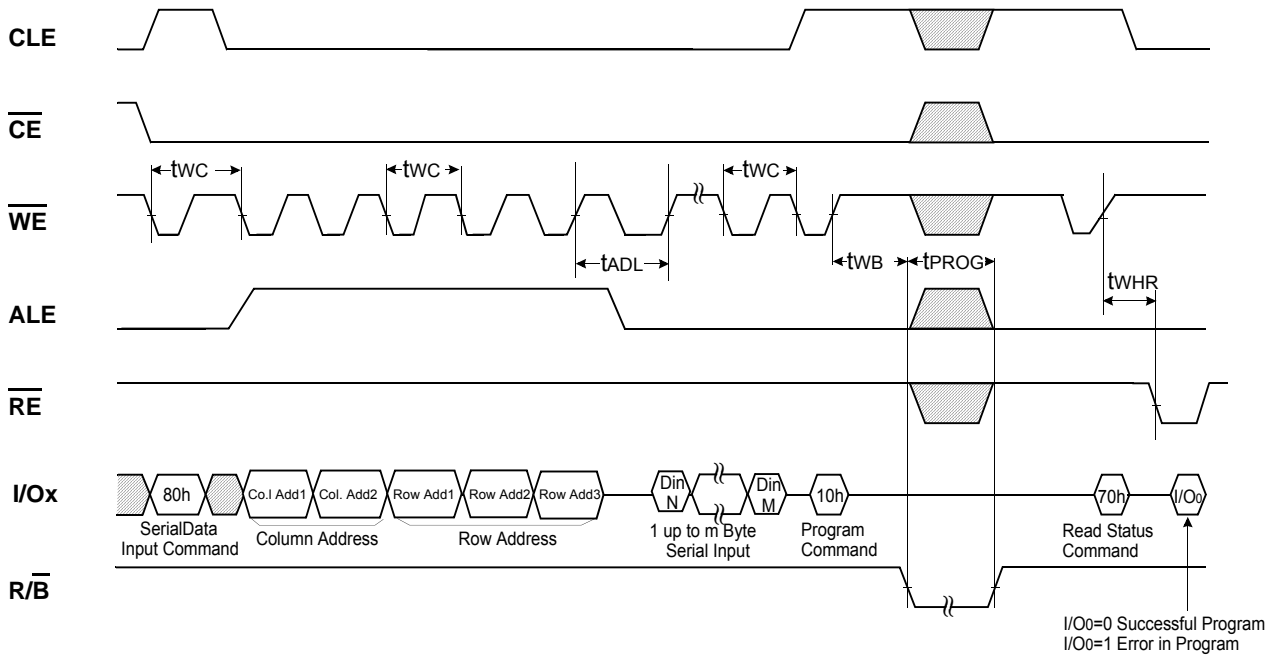 CLE
CE
tWC
tWC
tWC
WE
tADL
tWB
tPROG
tWHR
ALE
RE
I/Ox
80h
Co.l Add1
Col. Add2
Row Add1
Row Add2
Row Add3
Din
N
Din
M
10h
70h
I/O0
SerialData
Input Command
Column Address
Row Address
1 up to m Byte
Serial Input
Program
Command
Read Status
Command
R/B
I/O0=0 Successful Program
I/O0=1 Error in Program